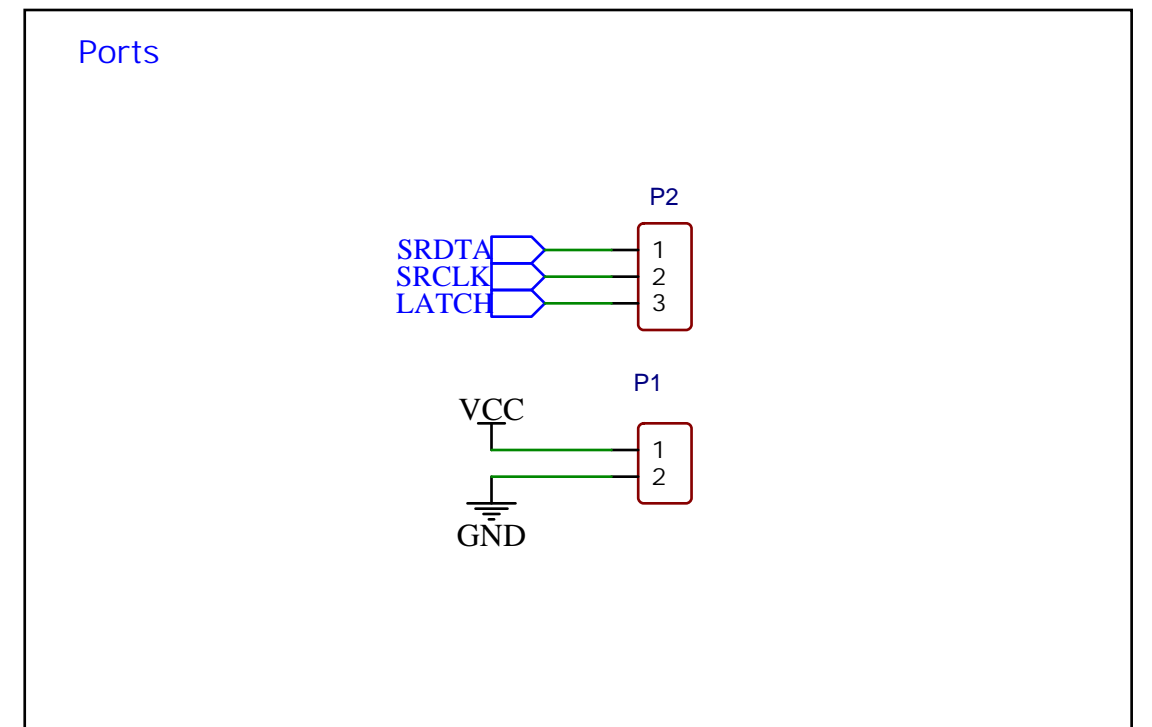 Ports
P2
SRDTA 1
SRCLK 2
LATCH 3
P1
VCC
1
2
GND